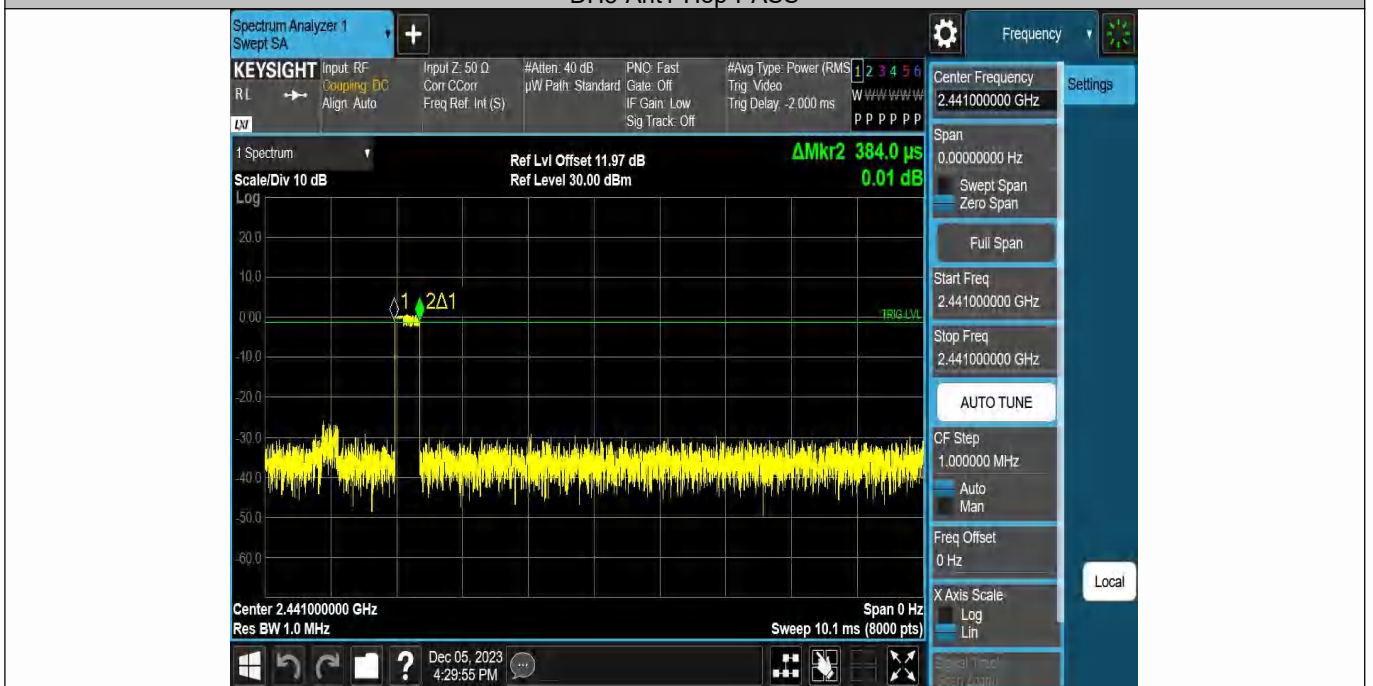 Spectrum Analyzer 1
Swept SA
+
Frequency
KEYSIGHT
RL
LXI
Input: RF
Coupling: DC
Align: Auto
Input Z: 50 Ω
Corr CCorr
Freq Ref: Int (S)
#Atten: 40 dB
µW Path: Standard
PNO: Fast
Gate: Off
IF Gain: Low
Sig Track: Off
#Avg Type: Power (RMS
Trig: Video
Trig Delay: -2.000 ms
1 2 3 4 5 6
W W W W W W
P P P P P P
1 Spectrum
Scale/Div 10 dB
Log
Ref Lvl Offset 11.97 dB
Ref Level 30.00 dBm
ΔMkr2 384.0 µs
0.01 dB
20.0
10.0
0.00
-10.0
-20.0
-30.0
-40.0
-50.0
-60.0
1
2Δ1
TRIG LVL
Center 2.441000000 GHz
Res BW 1.0 MHz
Span 0 Hz
Sweep 10.1 ms (8000 pts)
?
Dec 05, 2023
4:29:55 PM
Center Frequency
2.441000000 GHz
Settings
Span
0.00000000 Hz
Swept Span
Zero Span
Full Span
Start Freq
2.441000000 GHz
Stop Freq
2.441000000 GHz
AUTO TUNE
CF Step
1.000000 MHz
Auto
Man
Freq Offset
0 Hz
X Axis Scale
Log
Lin
Local